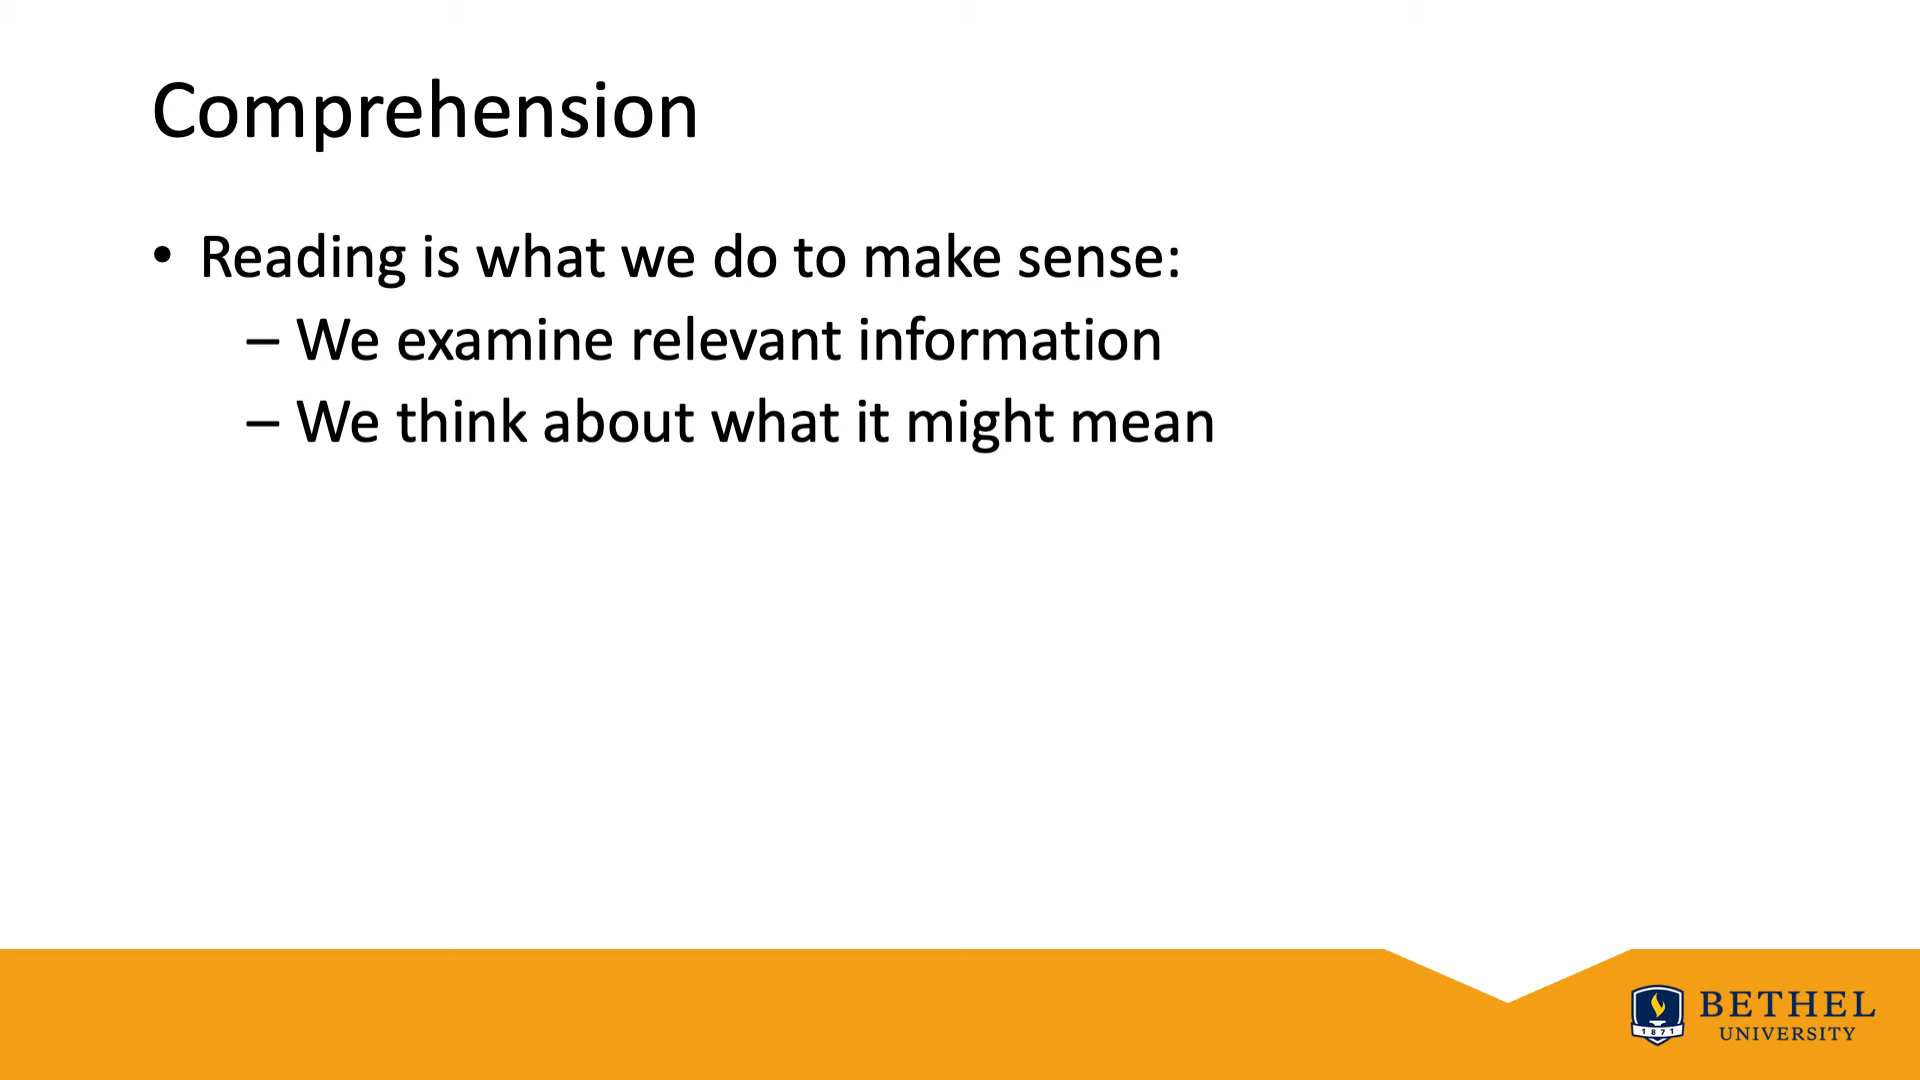 Comprehension
• Reading is what we do to make sense:
– We examine relevant information
– We think about what it might mean
1871
BETHEL
UNIVERSITY